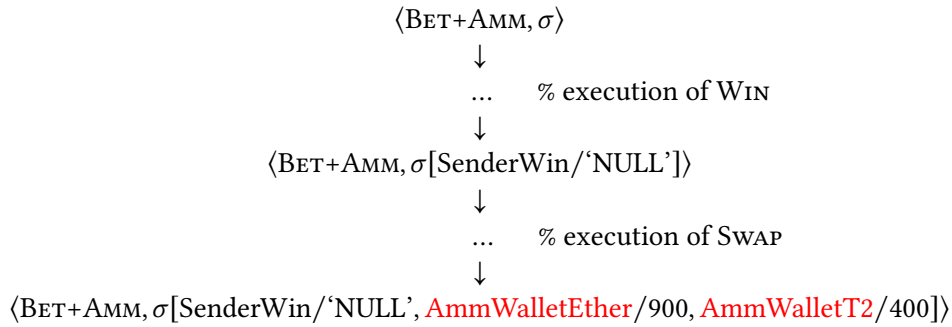 ⟨BET+AMM, σ⟩
↓
... % execution of WIN
↓
⟨BET+AMM, σ[SenderWin/‘NULL’]⟩
↓
... % execution of SWAP
↓
⟨BET+AMM, σ[SenderWin/‘NULL’, AmmWalletEther/900, AmmWalletT2/400]⟩